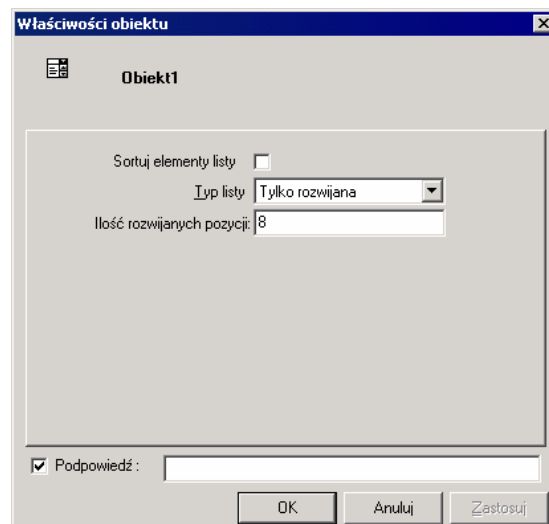 Właściwości obiektu
Obiekt1
Sortuj elementy listy
Typ listy Tylko rozwijana
Ilość rozwijanych pozycji: 8
Podpowiedź :
OK Anuluj Zastosuj